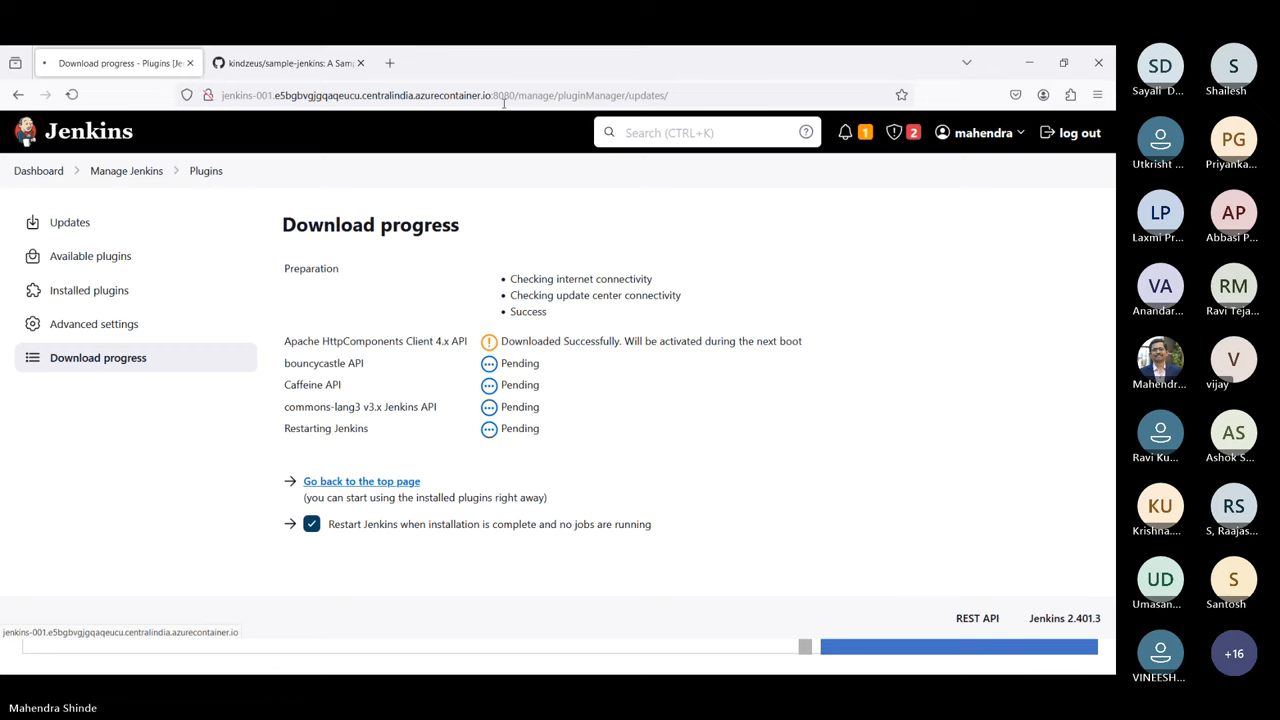 Download progress - Plugins [Je
kindzeus/sample-jenkins: A Sam
jenkins-001.e5bgbvgjgqaqeucu.centralindia.azurecontainer.io:8080/manage/pluginManager/updates/
Jenkins
Search (CTRL+K)
1
2
mahendra
log out
Dashboard
Manage Jenkins
Plugins
Updates
Available plugins
Installed plugins
Advanced settings
Download progress
Download progress
Preparation
Checking internet connectivity
Checking update center connectivity
Success
Apache HttpComponents Client 4.x API Downloaded Successfully. Will be activated during the next boot
bouncycastle API Pending
Caffeine API Pending
commons-lang3 v3.x Jenkins API Pending
Restarting Jenkins Pending
Go back to the top page
(you can start using the installed plugins right away)
Restart Jenkins when installation is complete and no jobs are running
REST API Jenkins 2.401.3
jenkins-001.e5bgbvgjgqaqeucu.centralindia.azurecontainer.io
SD
Sayali D...
S
Shailesh
Utkrisht ...
PG
Priyanka...
LP
Laxmi Pr...
AP
Abbasi P...
VA
Anandar...
RM
Ravi Teja...
Mahendr...
V
vijay
Ravi Ku...
AS
Ashok S...
KU
Krishna....
RS
S, Raajas...
UD
Umasan...
S
Santosh
VINEESH...
+16
Mahendra Shinde